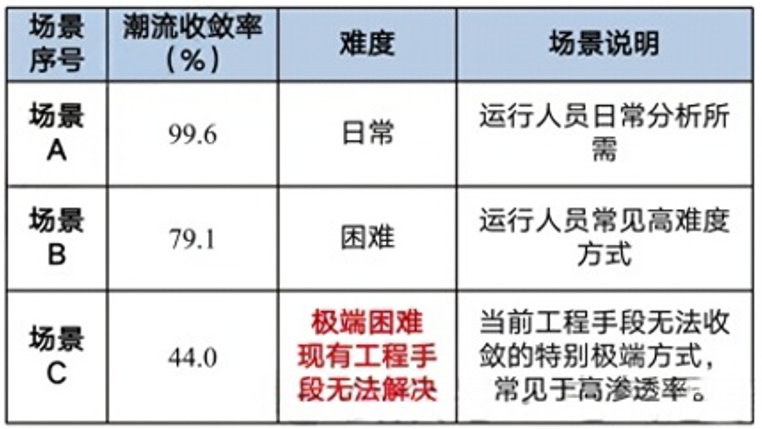 场景 潮流收敛率 难度 场景说明
序号 （%）
场景 99.6 日常 运行人员日常分析所
A 需
场景 79.1 困难 运行人员常见高难度
B 方式
场景 44.0 极端困难 当前工程手段无法收
C 现有工程手 敛的特别极端方式，
段无法解决 常见于高渗透率。